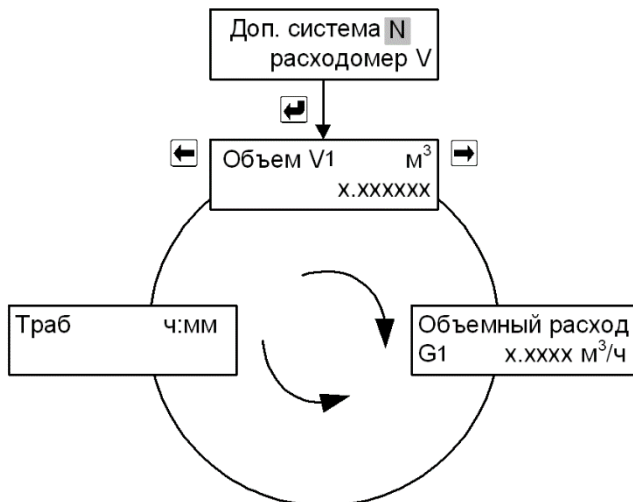 Доп. система N
расходомер V
Объем V1 м³
x.xxxxxx
Траб ч:мм
Объемный расход
G1 x.xxxx м³/ч